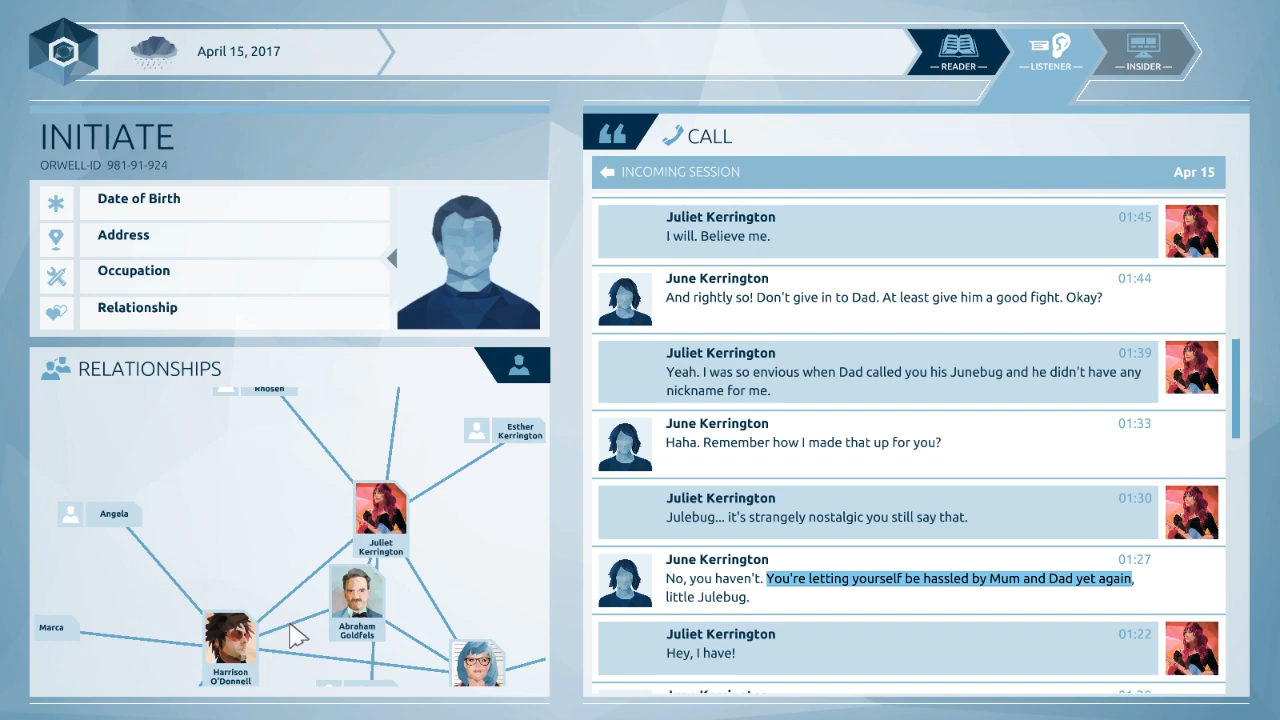 April 15, 2017
READER
LISTENER
INSIDER
INITIATE
ORWELL-ID 981-91-924
Date of Birth
Address
Occupation
Relationship
RELATIONSHIPS
Rhosen
Esther
Kerrington
Angela
Juliet
Kerrington
Abraham
Goldfels
Marca
Harrison
O'Donnell
CALL
INCOMING SESSION
Apr 15
Juliet Kerrington
01:45
I will. Believe me.
June Kerrington
01:44
And rightly so! Don't give in to Dad. At least give him a good fight. Okay?
Juliet Kerrington
01:39
Yeah. I was so envious when Dad called you his Junebug and he didn't have any
nickname for me.
June Kerrington
01:33
Haha. Remember how I made that up for you?
Juliet Kerrington
01:30
Julebug... it's strangely nostalgic you still say that.
June Kerrington
01:27
No, you haven't. You're letting yourself be hassled by Mum and Dad yet again,
little Julebug.
Juliet Kerrington
01:22
Hey, I have!
June Kerrington